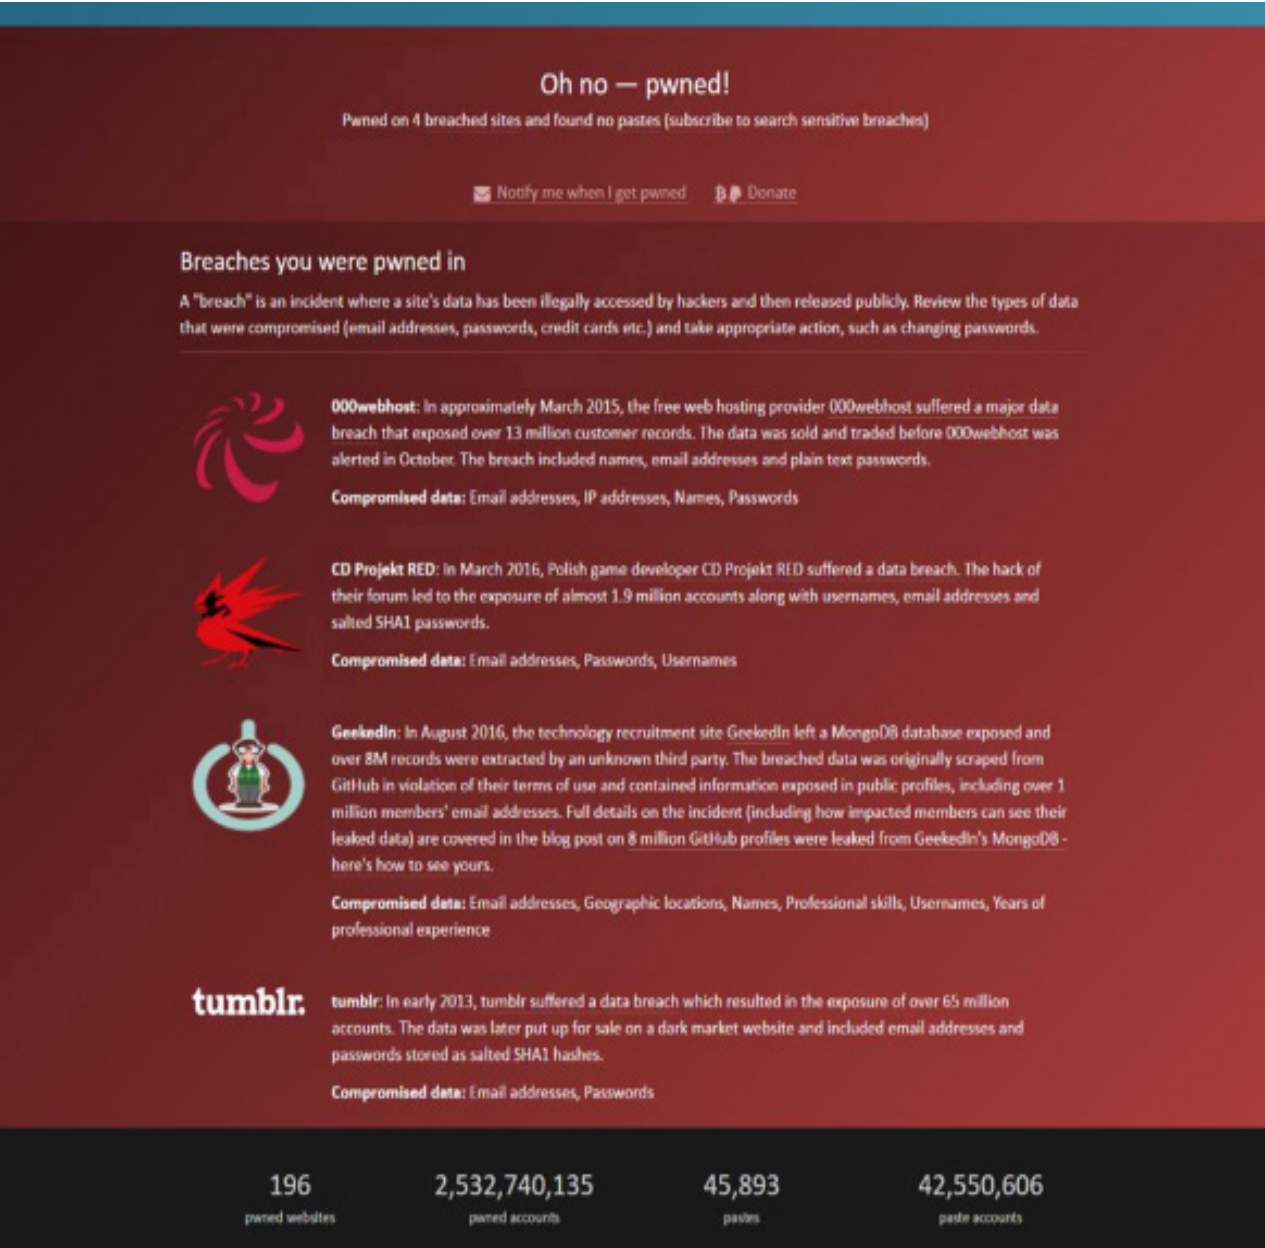 Oh no — pwned!
Pwned on 4 breached sites and found no pastes (subscribe to search sensitive breaches)
Notify me when I get pwned Donate
Breaches you were pwned in
A "breach" is an incident where a site's data has been illegally accessed by hackers and then released publicly. Review the types of data
that were compromised (email addresses, passwords, credit cards etc.) and take appropriate action, such as changing passwords.
000webhost: In approximately March 2015, the free web hosting provider 000webhost suffered a major data
breach that exposed over 13 million customer records. The data was sold and traded before 000webhost was
alerted in October. The breach included names, email addresses and plain text passwords.
Compromised data: Email addresses, IP addresses, Names, Passwords
CD Projekt RED: In March 2016, Polish game developer CD Projekt RED suffered a data breach. The hack of
their forum led to the exposure of almost 1.9 million accounts along with usernames, email addresses and
salted SHA1 passwords.
Compromised data: Email addresses, Passwords, Usernames
GeekedIn: In August 2016, the technology recruitment site GeekedIn left a MongoDB database exposed and
over 8M records were extracted by an unknown third party. The breached data was originally scraped from
GitHub in violation of their terms of use and contained information exposed in public profiles, including over 1
million members' email addresses. Full details on the incident (including how impacted members can see their
leaked data) are covered in the blog post on 8 million GitHub profiles were leaked from GeekedIn's MongoDB -
here's how to see yours.
Compromised data: Email addresses, Geographic locations, Names, Professional skills, Usernames, Years of
professional experience
tumblr.
tumblr: In early 2013, tumblr suffered a data breach which resulted in the exposure of over 65 million
accounts. The data was later put up for sale on a dark market website and included email addresses and
passwords stored as salted SHA1 hashes.
Compromised data: Email addresses, Passwords
196 2,532,740,135 45,893 42,550,606
pwned websites pwned accounts pastes paste accounts